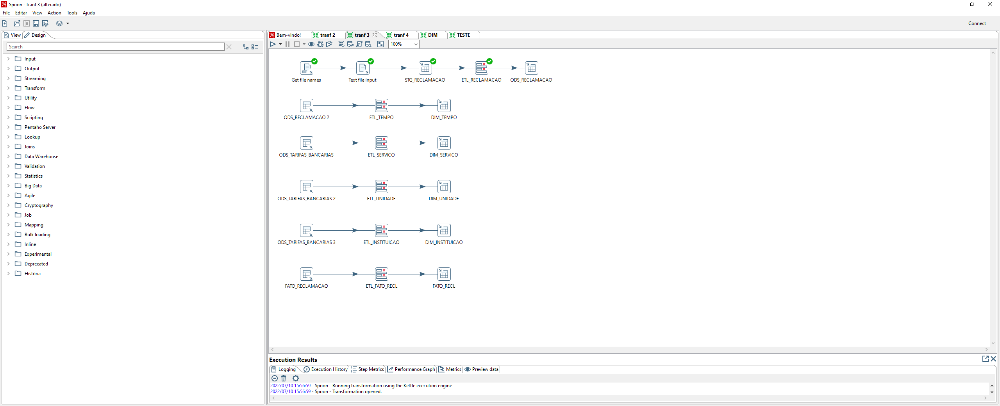 Spoon - tranf 3 (alterado)
File Editar View Action Tools Ajuda
Connect
View Design
Search
Input
Output
Streaming
Transform
Utility
Flow
Scripting
Pentaho Server
Lookup
Joins
Data Warehouse
Validation
Statistics
Big Data
Agile
Cryptography
Job
Mapping
Bulk loading
Inline
Experimental
Deprecated
História
Bem-vindo! tranf 2 tranf 3 tranf 4 DIM TESTE
100%
Get file names Text file input STG_RECLAMACAO ETL_RECLAMACAO ODS_RECLAMACAO
ODS_RECLAMACAO 2 ETL_TEMPO DIM_TEMPO
ODS_TARIFAS_BANCARIAS ETL_SERVICO DIM_SERVICO
ODS_TARIFAS_BANCARIAS 2 ETL_UNIDADE DIM_UNIDADE
ODS_TARIFAS_BANCARIAS 3 ETL_INSTITUICAO DIM_INSTITUICAO
FATO_RECLAMACAO ETL_FATO_RECL FATO_RECL
Execution Results
Logging Execution History Step Metrics Performance Graph Metrics Preview data
2022/07/10 15:56:59 - Spoon - Running transformation using the Kettle execution engine
2022/07/10 15:56:59 - Spoon - Transformation opened.